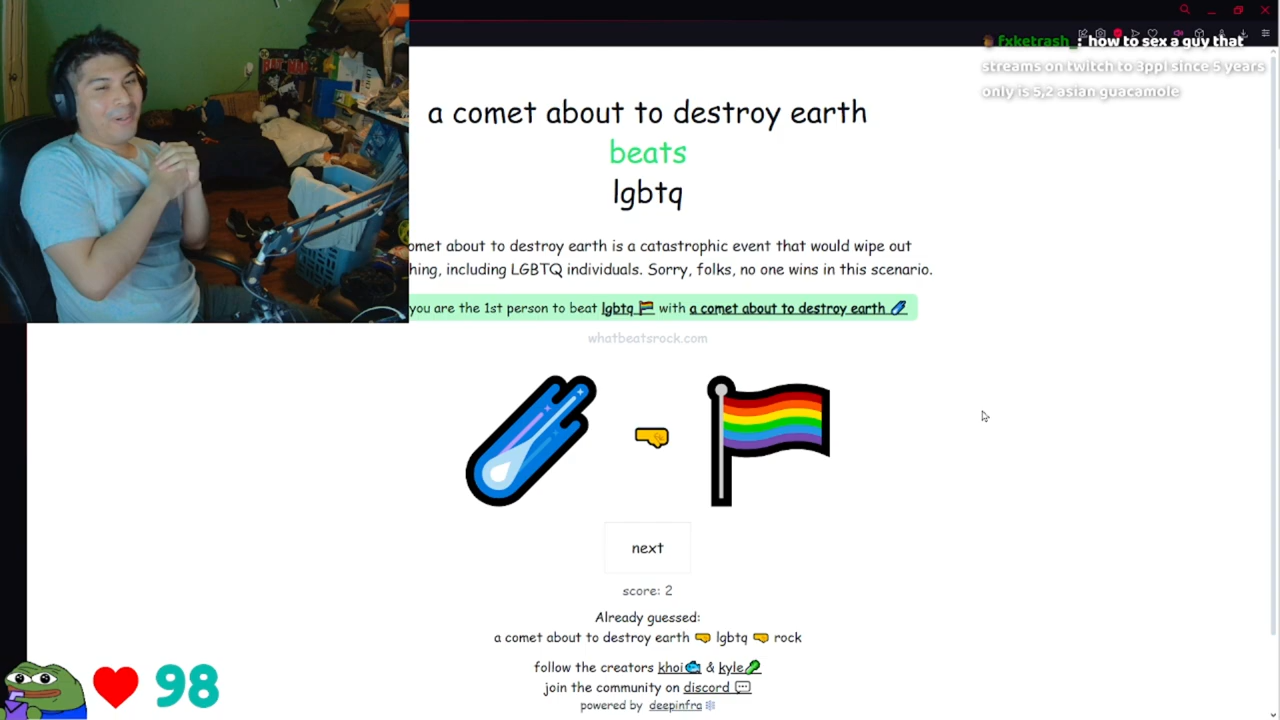 fxketrash_: how to sex a guy that
streams on twitch to 3ppl since 5 years
only is 5,2 asian guacamole
a comet about to destroy earth
beats
lgbtq
omet about to destroy earth is a catastrophic event that would wipe out
hing, including LGBTQ individuals. Sorry, folks, no one wins in this scenario.
you are the 1st person to beat lgbtq with a comet about to destroy earth
whatbeatsrock.com
next
score: 2
Already guessed:
a comet about to destroy earth 🤜 lgbtq 🤜 rock
follow the creators khoi & kyle
join the community on discord
powered by deepinfra
98